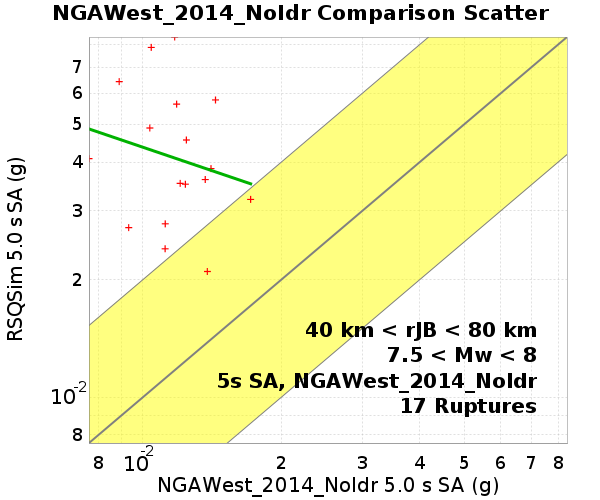 NGAWest_2014_NoIdr Comparison Scatter
RSQSim 5.0 s SA (g)
7
6
5
4
3
2
10-2
8
40 km < rJB < 80 km
7.5 < Mw < 8
5s SA, NGAWest_2014_NoIdr
17 Ruptures
8 10-2 2 3 4 5 6 7 8
NGAWest_2014_NoIdr 5.0 s SA (g)